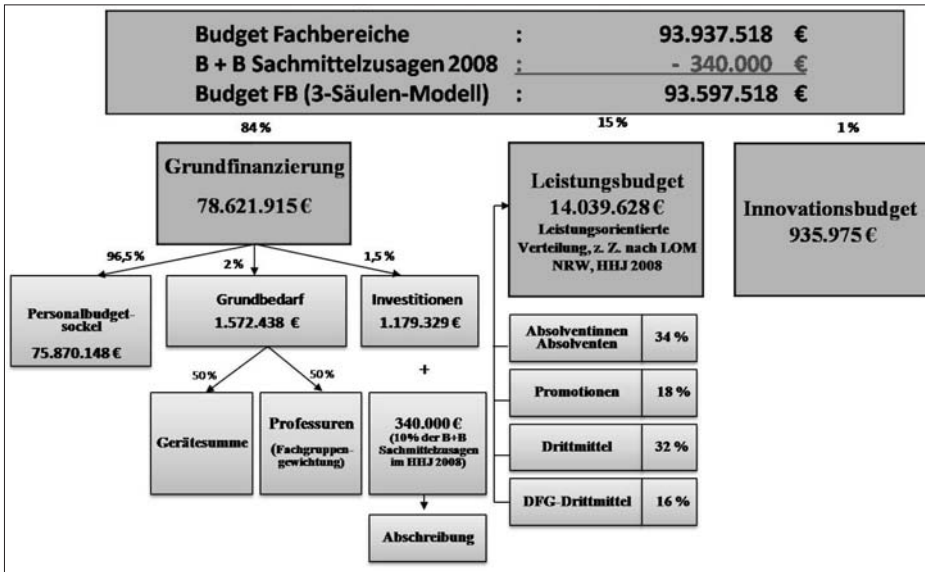 Budget Fachbereiche : 93.937.518 €
B + B Sachmittelzusagen 2008 : - 340.000 €
Budget FB (3-Säulen-Modell) : 93.597.518 €
84 %
15 %
1 %
Grundfinanzierung
78.621.915 €
Leistungsbudget
14.039.628 €
Leistungsorientierte
Verteilung, z. Z. nach LOM
NRW, HHJ 2008
Innovationsbudget
935.975 €
96,5 %
2 %
1,5 %
Personalbudget-
sockel
75.870.148 €
Grundbedarf
1.572.438 €
Investitionen
1.179.329 €
50 %
50 %
+
Gerätesumme
Professuren
(Fachgruppen-
gewichtung)
340.000 €
(10% der B+B
Sachmittelzusagen
im HHJ 2008)
Abschreibung
Absolventinnen
Absolventen
34 %
Promotionen
18 %
Drittmittel
32 %
DFG-Drittmittel
16 %